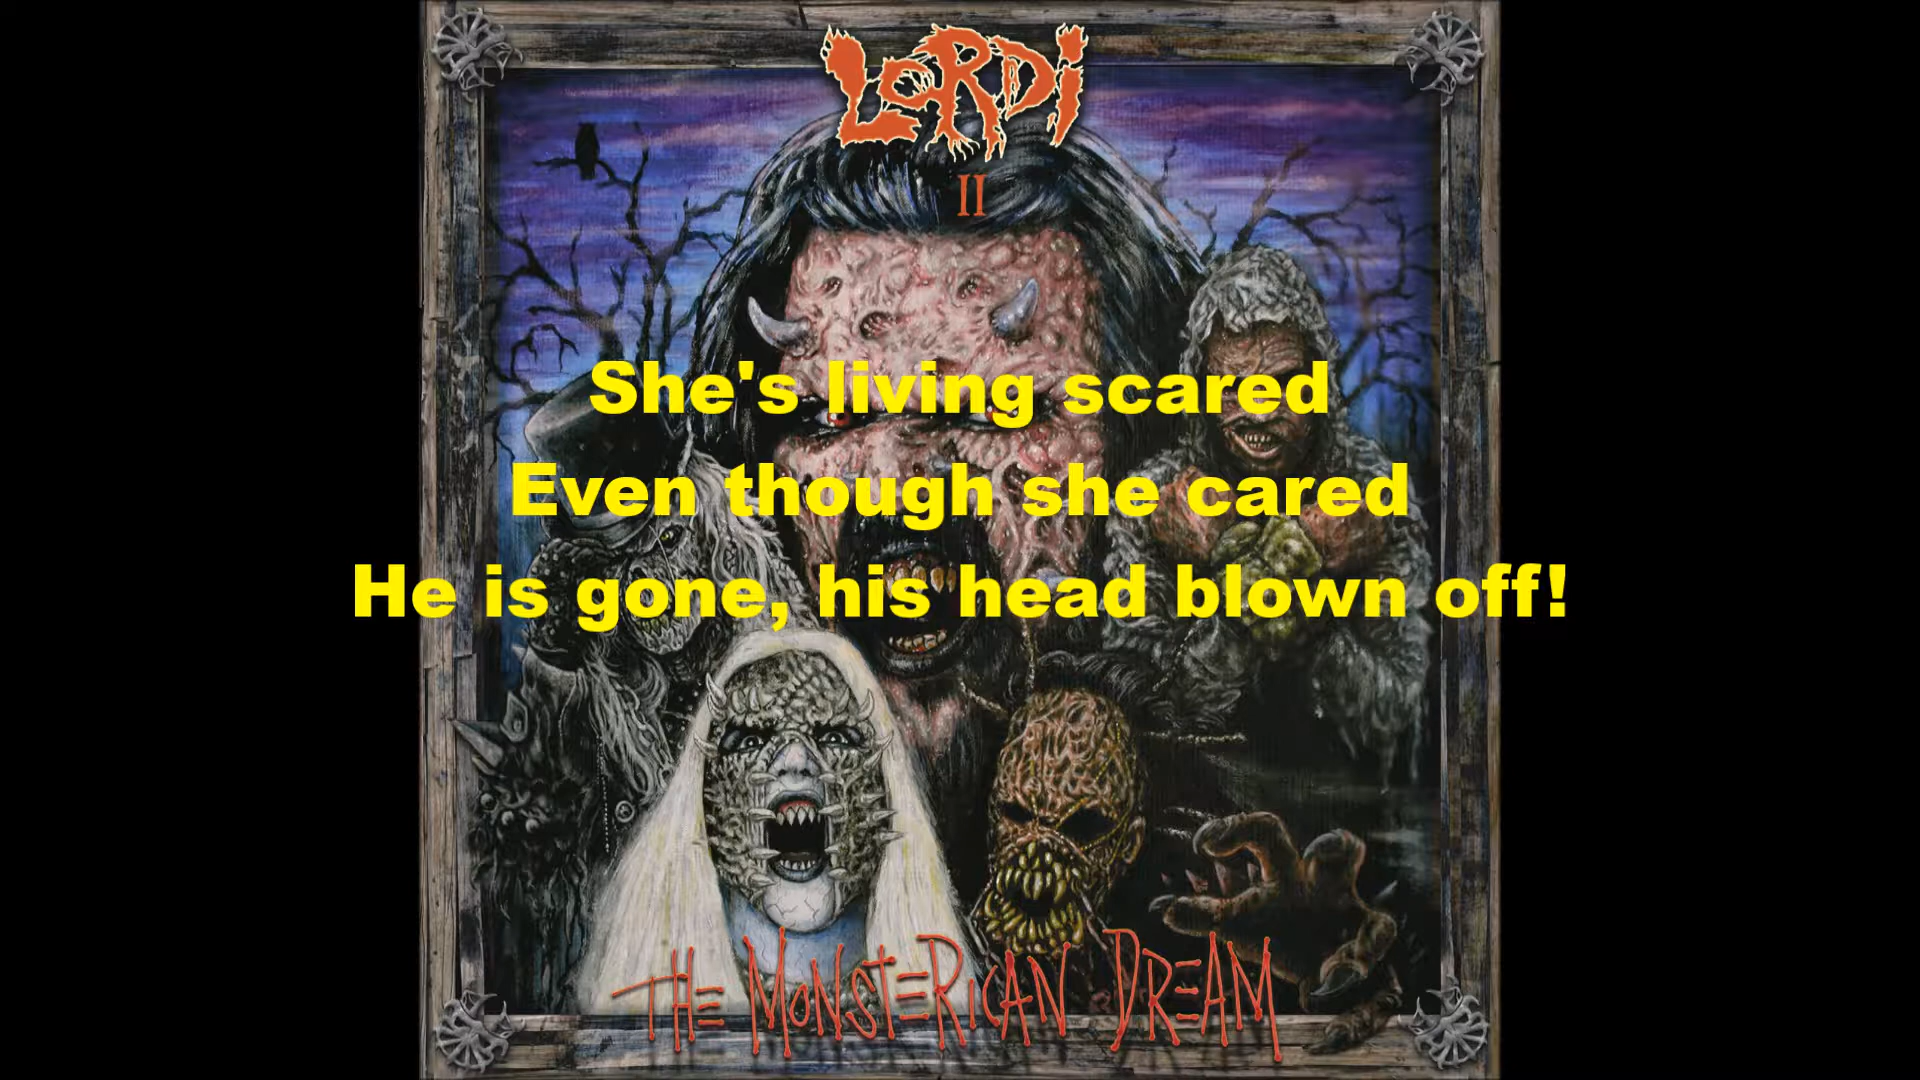 LORDI
II
She's living scared
Even though she cared
He is gone, his head blown off!
THE MONSTERICAN DREAM